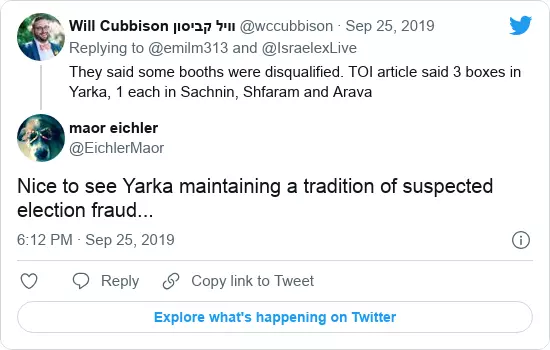 Will Cubbison וויל קביסון @wccubbison · Sep 25, 2019
Replying to @emilm313 and @IsraelexLive
They said some booths were disqualified. TOI article said 3 boxes in
Yarka, 1 each in Sachnin, Shfaram and Arava
maor eichler
@EichlerMaor
Nice to see Yarka maintaining a tradition of suspected
election fraud...
6:12 PM · Sep 25, 2019
Reply
Copy link to Tweet
Explore what's happening on Twitter